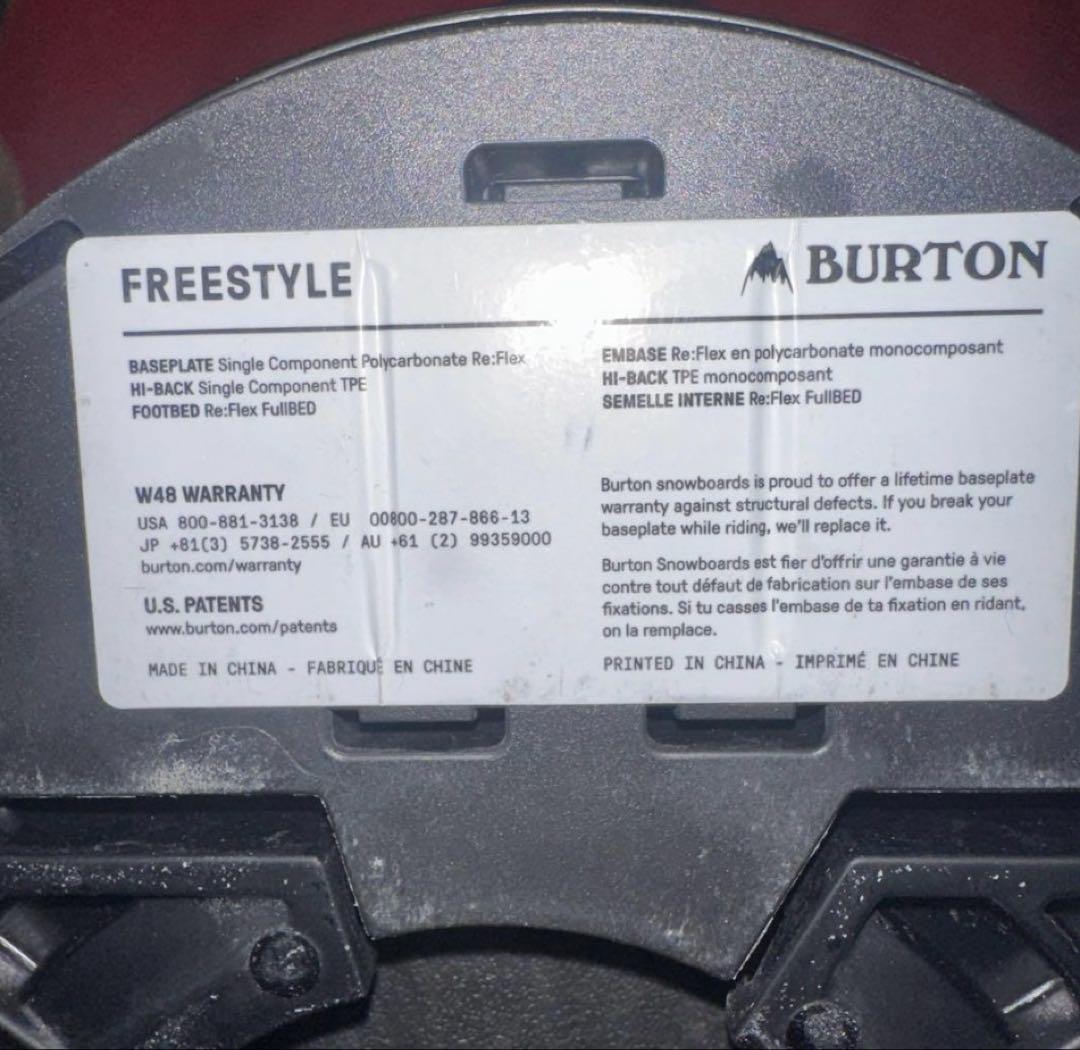 FREESTYLE
BURTON
BASEPLATE Single Component Polycarbonate Re:Flex
HI-BACK Single Component TPE
FOOTBED Re:Flex FullBED
EMBASE Re:Flex en polycarbonate monocomposant
HI-BACK TPE monocomposant
SEMELLE INTERNE Re:Flex FullBED
W48 WARRANTY
USA 800-881-3138 / EU 00800-287-866-13
JP +81(3) 5738-2555 / AU +61 (2) 99359000
burton.com/warranty
U.S. PATENTS
www.burton.com/patents
MADE IN CHINA - FABRIQUÉ EN CHINE
Burton snowboards is proud to offer a lifetime baseplate
warranty against structural defects. If you break your
baseplate while riding, we'll replace it.
Burton Snowboards est fier d'offrir une garantie à vie
contre tout défaut de fabrication sur l'embase de ses
fixations. Si tu casses l'embase de ta fixation en ridant,
on la remplace.
PRINTED IN CHINA - IMPRIMÉ EN CHINE